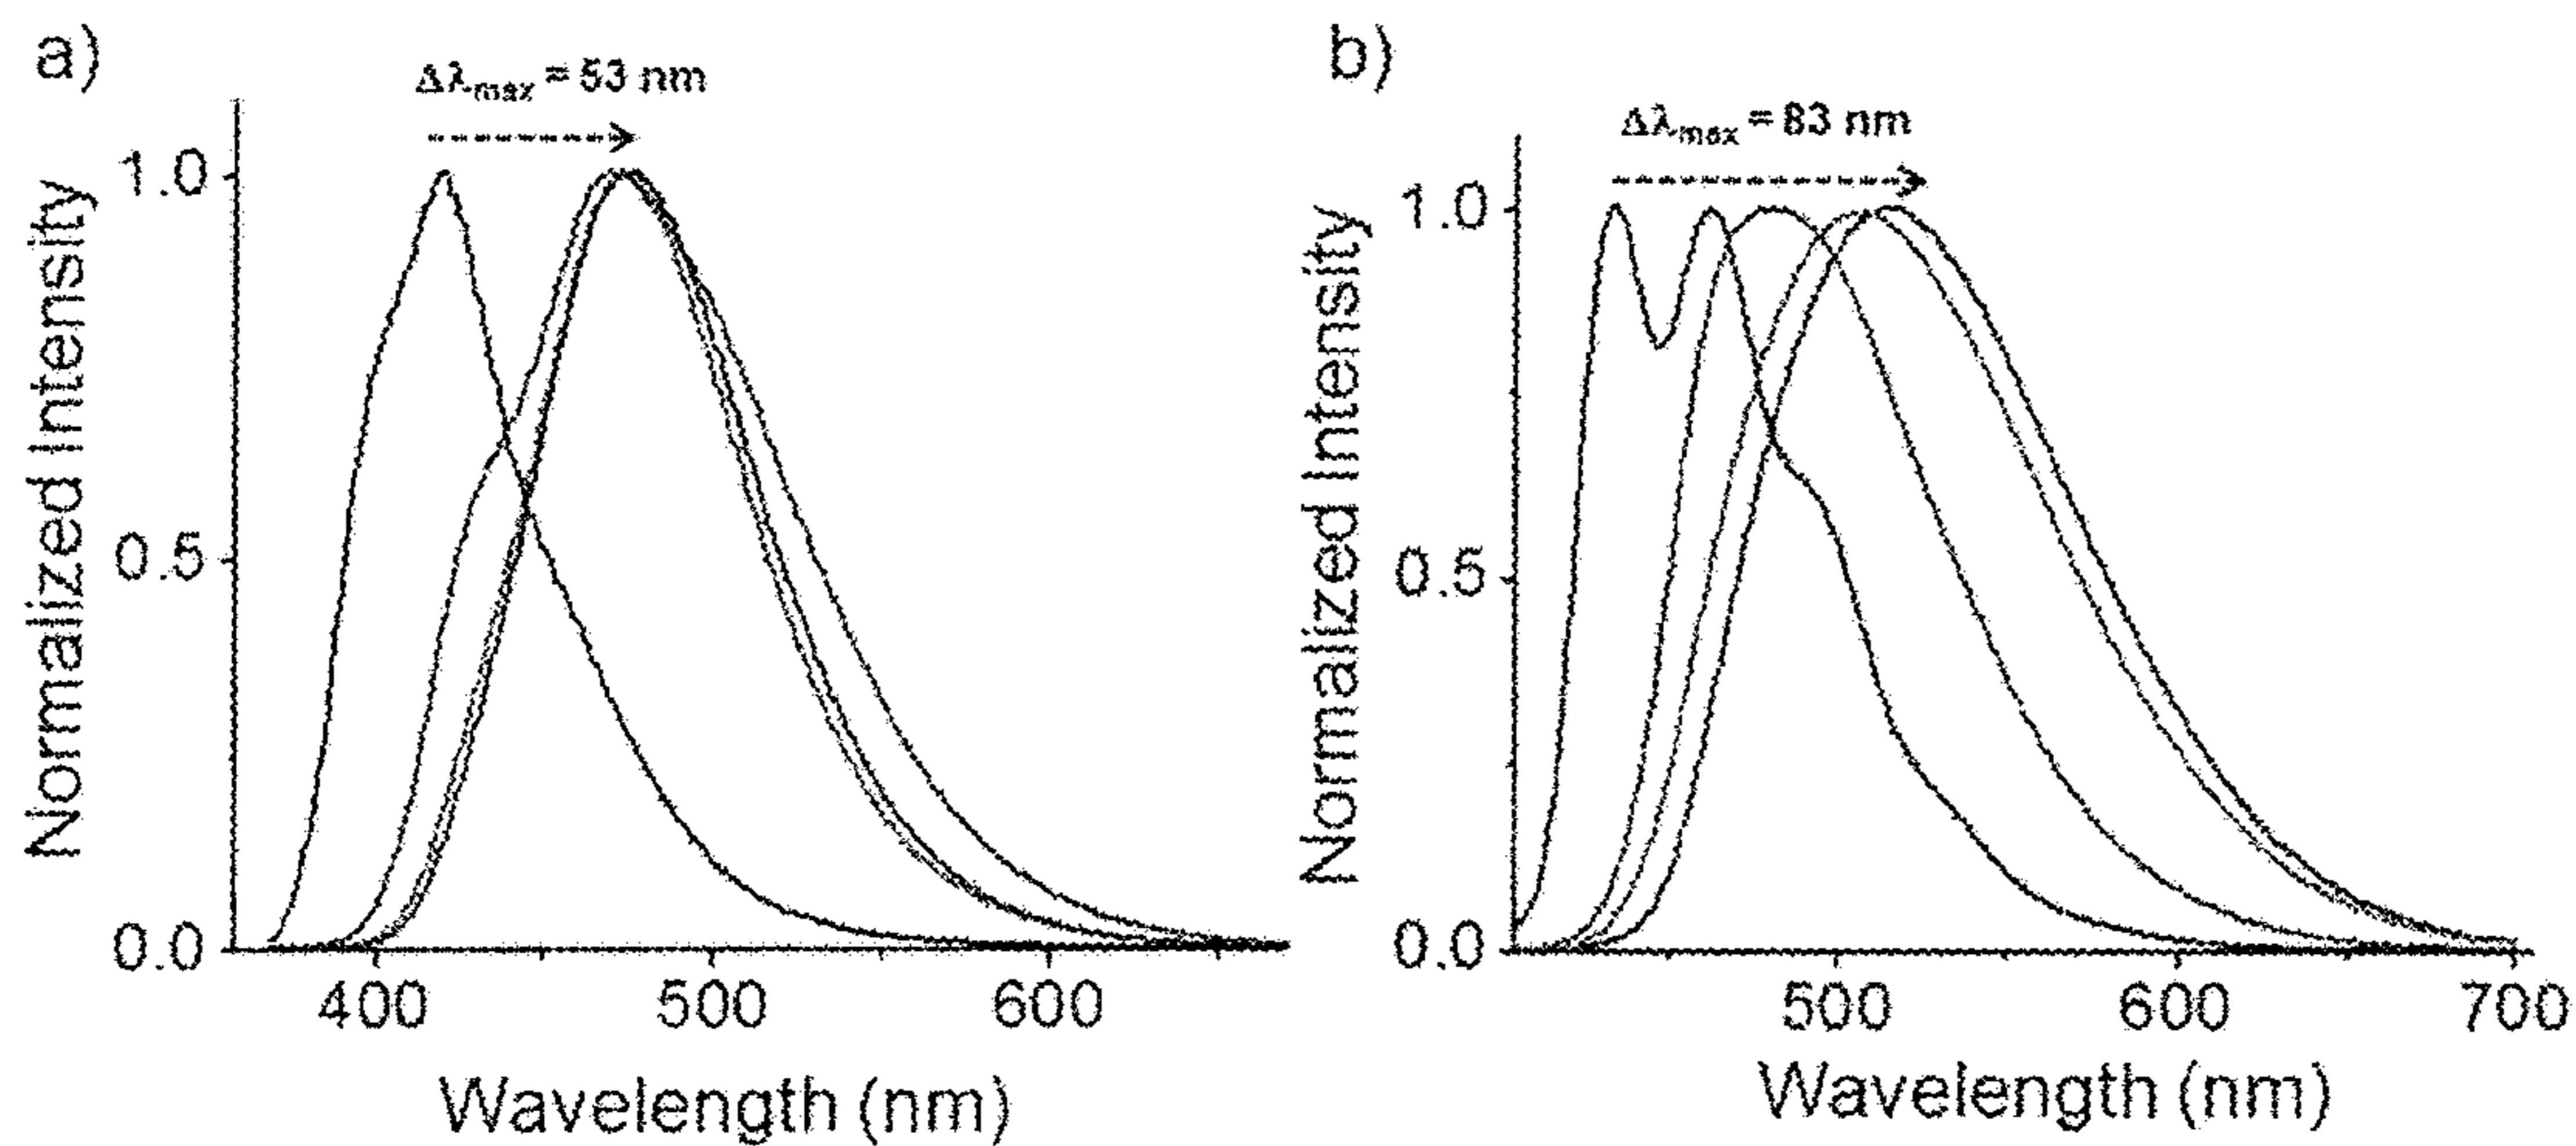 a)
Δλmax = 53 nm
Normalized Intensity
1.0
0.5
0.0
400
500
600
Wavelength (nm)
b)
Δλmax = 83 nm
Normalized Intensity
1.0
0.5
0.0
500
600
700
Wavelength (nm)